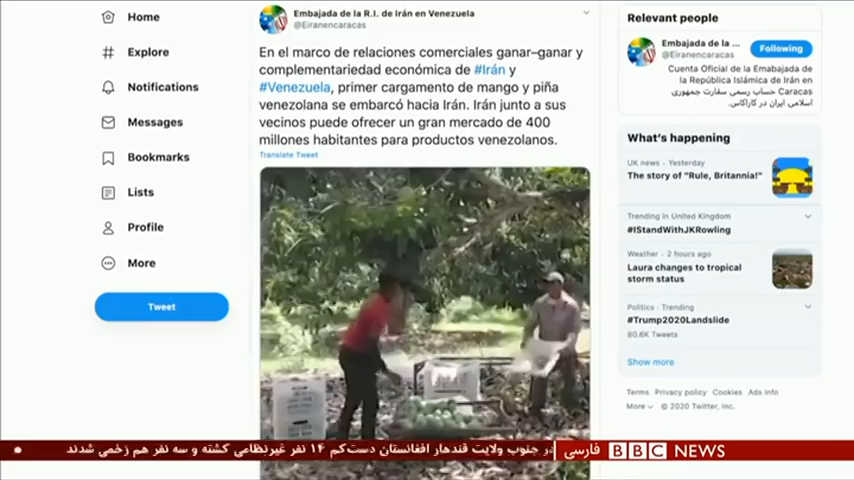 Home
Explore
Notifications
Messages
Bookmarks
Lists
Profile
More
Tweet
Embajada de la R.I. de Irán en Venezuela
@Eiranencaracas
En el marco de relaciones comerciales ganar–ganar y
complementariedad económica de #Irán y
#Venezuela, primer cargamento de mango y piña
venezolana se embarcó hacia Irán. Irán junto a sus
vecinos puede ofrecer un gran mercado de 400
millones habitantes para productos venezolanos.
Translate Tweet
Relevant people
Embajada de la ...
@Eiranencaracas
Following
Cuenta Oficial de la Emabajada de
la República Islámica de Irán en
Caracas حساب رسمی سفارت جمهوری
اسلامی ایران در کاراکاس.
What's happening
UK news · Yesterday
The story of "Rule, Britannia!"
Trending in United Kingdom
#IStandWithJKRowling
Weather · 2 hours ago
Laura changes to tropical
storm status
Politics · Trending
#Trump2020Landslide
80.6K Tweets
Show more
Terms Privacy policy Cookies Ads info
More © 2020 Twitter, Inc.
در جنوب ولایت قندهار افغانستان دست‌کم ۱۴ نفر غیرنظامی کشته و سه نفر هم زخمی شدند
BBC NEWS فارسی